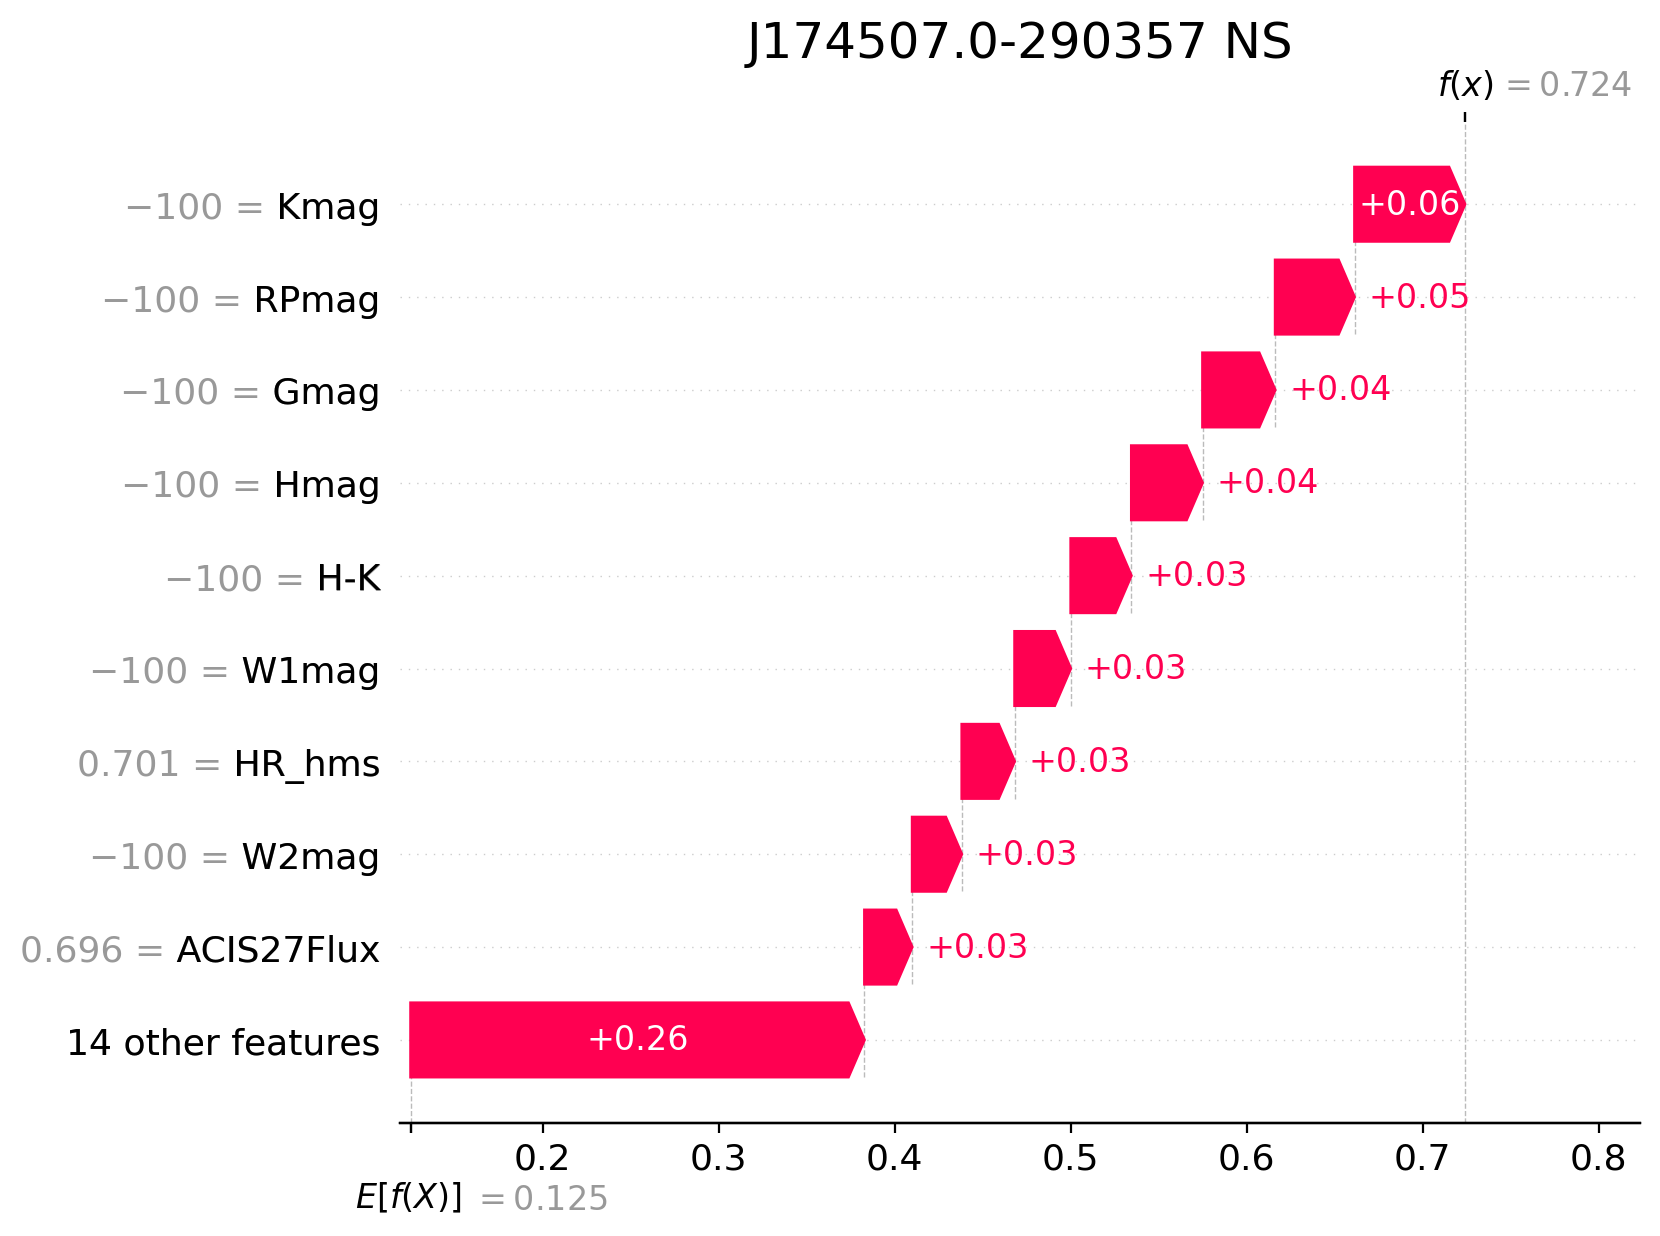 J174507.0-290357 NS
f(x) = 0.724
−100 = Kmag +0.06
−100 = RPmag +0.05
−100 = Gmag +0.04
−100 = Hmag +0.04
−100 = H-K +0.03
−100 = W1mag +0.03
0.701 = HR_hms +0.03
−100 = W2mag +0.03
0.696 = ACIS27Flux +0.03
14 other features +0.26
0.2 0.3 0.4 0.5 0.6 0.7 0.8
E[f(X)] = 0.125